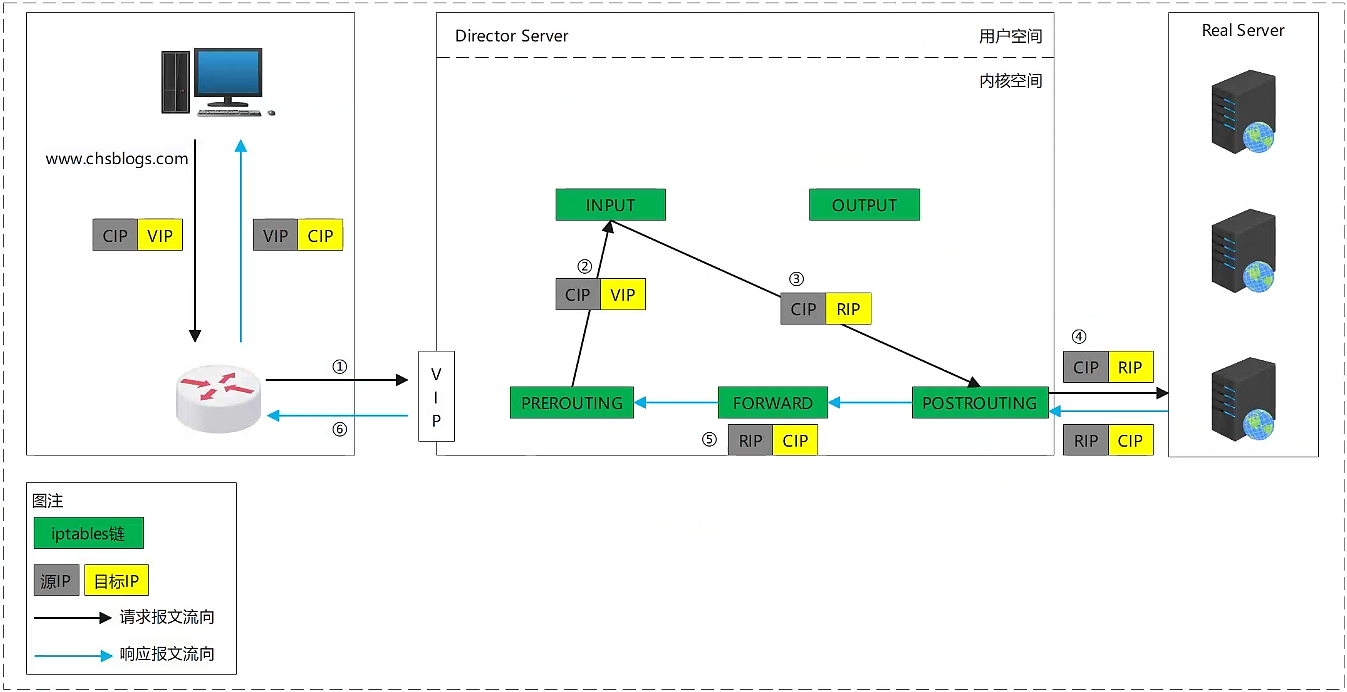 Director Server
用户空间
Real Server
内核空间
www.chsblogs.com
INPUT
OUTPUT
CIP VIP
VIP CIP
②
CIP VIP
③
CIP RIP
①
④
CIP RIP
V
I
P
PREROUTING
FORWARD
POSTROUTING
⑥
⑤
RIP CIP
RIP CIP
图注
iptables链
源IP 目标IP
请求报文流向
响应报文流向